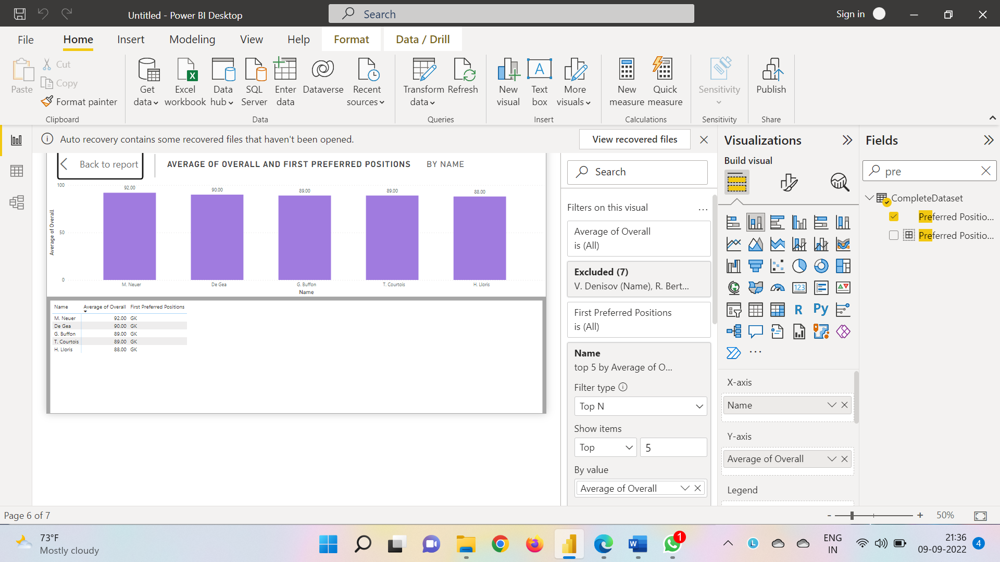 Untitled - Power BI Desktop
Search
Sign in
File
Home
Insert
Modeling
View
Help
Format
Data / Drill
Paste
Cut
Copy
Format painter
Clipboard
Get data
Excel workbook
Data hub
SQL Server
Enter data
Dataverse
Recent sources
Data
Transform data
Refresh
Queries
New visual
Text box
More visuals
Insert
New measure
Quick measure
Calculations
Sensitivity
Sensitivity
Publish
Share
Auto recovery contains some recovered files that haven't been opened.
View recovered files
Back to report
AVERAGE OF OVERALL AND FIRST PREFERRED POSITIONS BY NAME
100
50
0
Average of Overall
92.00
90.00
89.00
89.00
88.00
M. Neuer
De Gea
G. Buffon
T. Courtois
H. Lloris
Name
Name Average of Overall First Preferred Positions
M. Neuer 92.00 GK
De Gea 90.00 GK
G. Buffon 89.00 GK
T. Courtois 89.00 GK
H. Lloris 88.00 GK
Search
Filters on this visual
...
Average of Overall
is (All)
Excluded (7)
V. Denisov (Name), R. Bert...
First Preferred Positions
is (All)
Name
top 5 by Average of O...
Filter type
Top N
Show items
Top
5
By value
Average of Overall
Visualizations
Build visual
123
R
Py
...
X-axis
Name
Y-axis
Average of Overall
Legend
Fields
pre
CompleteDataset
Preferred Positio...
Preferred Positio...
Page 6 of 7
- + 50%
73°F
Mostly cloudy
W
1
L
ENG
IN
21:36
09-09-2022
4